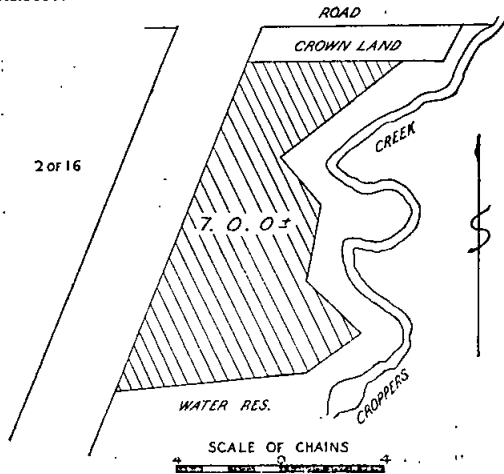 ROAD
CROWN LAND
CREEK
2 OF 16
7. 0. 0±
CROPPERS
WATER RES.
SCALE OF CHAINS
4 0 4